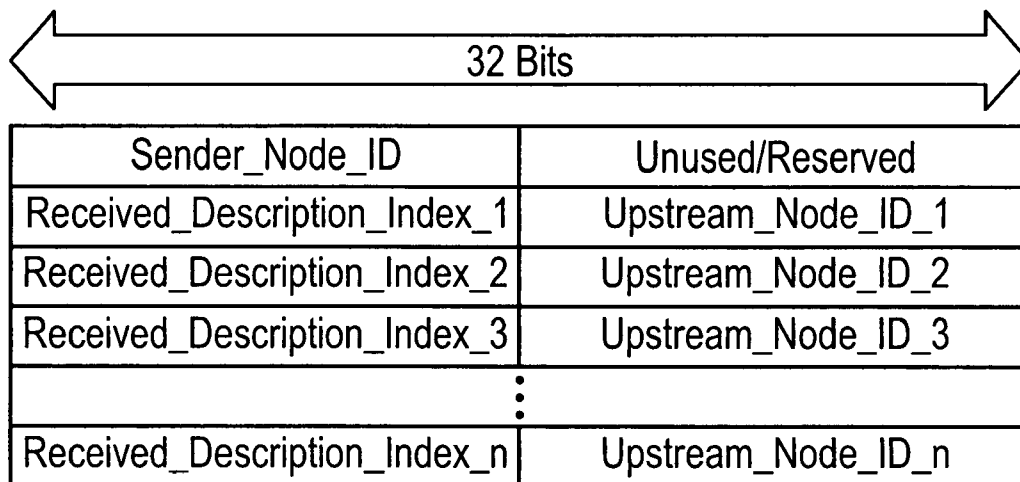 32 Bits
Sender_Node_ID Unused/Reserved
Received_Description_Index_1 Upstream_Node_ID_1
Received_Description_Index_2 Upstream_Node_ID_2
Received_Description_Index_3 Upstream_Node_ID_3
⋮
Received_Description_Index_n Upstream_Node_ID_n